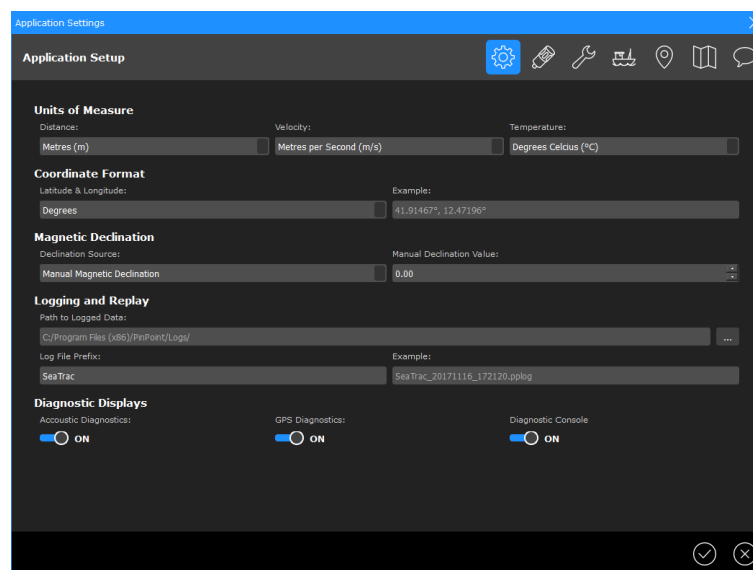 Application Settings
Application Setup
Units of Measure
Distance: Velocity: Temperature:
Metres (m) Metres per Second (m/s) Degrees Celcius (°C)
Coordinate Format
Latitude & Longitude: Example:
Degrees 41.91467°, 12.47196°
Magnetic Declination
Declination Source: Manual Declination Value:
Manual Magnetic Declination 0.00
Logging and Replay
Path to Logged Data:
C:/Program Files (x86)/PinPoint/Logs/ ...
Log File Prefix: Example:
SeaTrac SeaTrac_20171116_172120.pplog
Diagnostic Displays
Accoustic Diagnostics: GPS Diagnostics: Diagnostic Console
ON ON ON